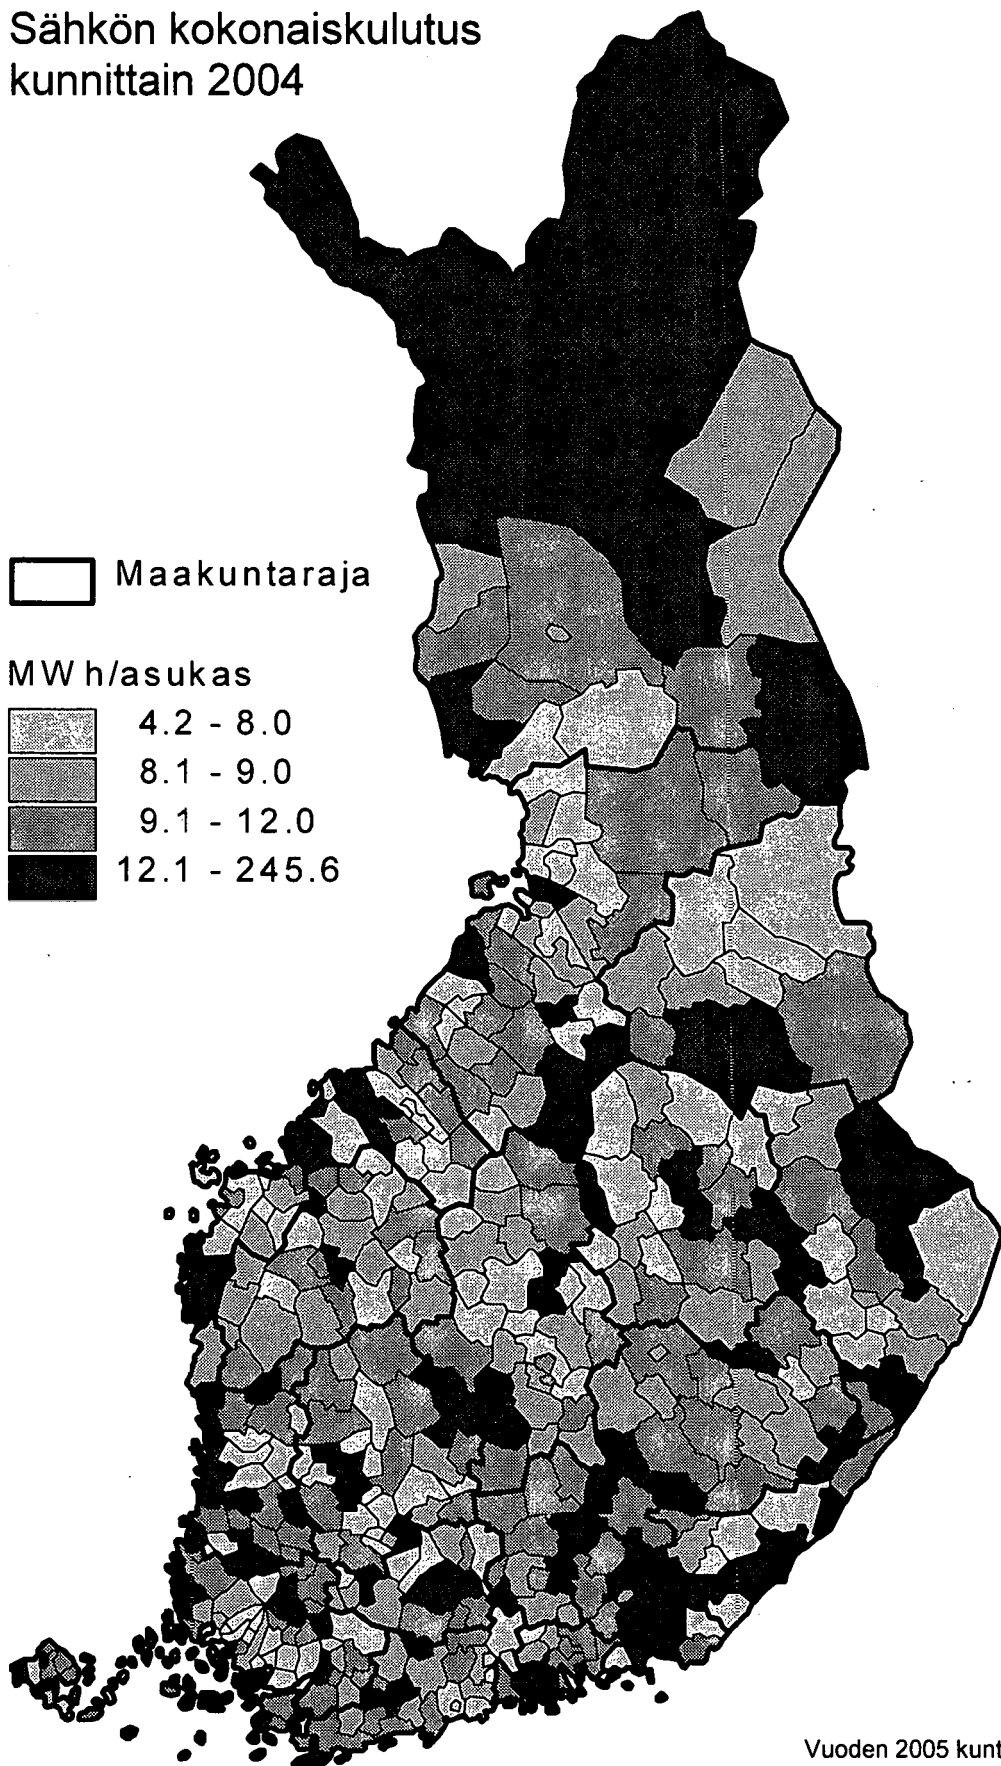 Sähkön kokonaiskulutus
kunnittain 2004
Maakuntaraja
MWh/asukas
4.2 - 8.0
8.1 - 9.0
9.1 - 12.0
12.1 - 245.6
Vuoden 2005 kunt